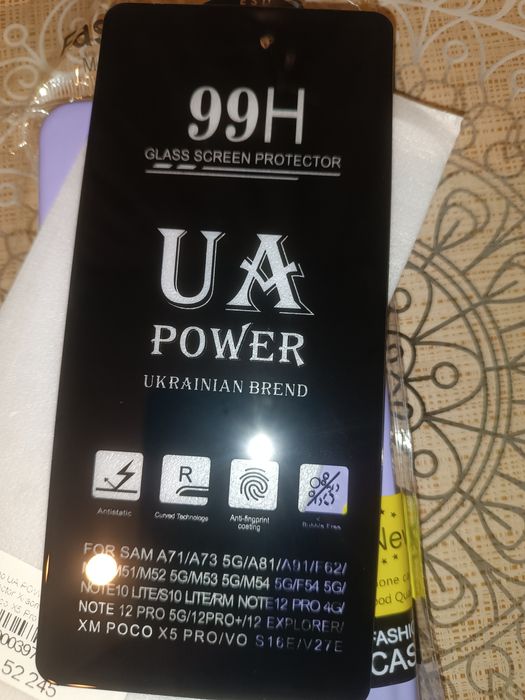 99H
GLASS SCREEN PROTECTOR
UA
POWER
UKRAINIAN BREND
Antistatic
R
Curved Technology
Anti-fingprint
coating
Bubble Free
FOR SAM A71/A73 5G/A81/A91/F62/
M51/M52 5G/M53 5G/M54 5G/F54 5G/
NOTE10 LITE/S10 LITE/RM NOTE12 PRO 4G/
NOTE 12 PRO 5G/12PRO+/12 EXPLORER/
XM POCO X5 PRO/VO S16E/V27E
New
FASHI
CAS
52 245